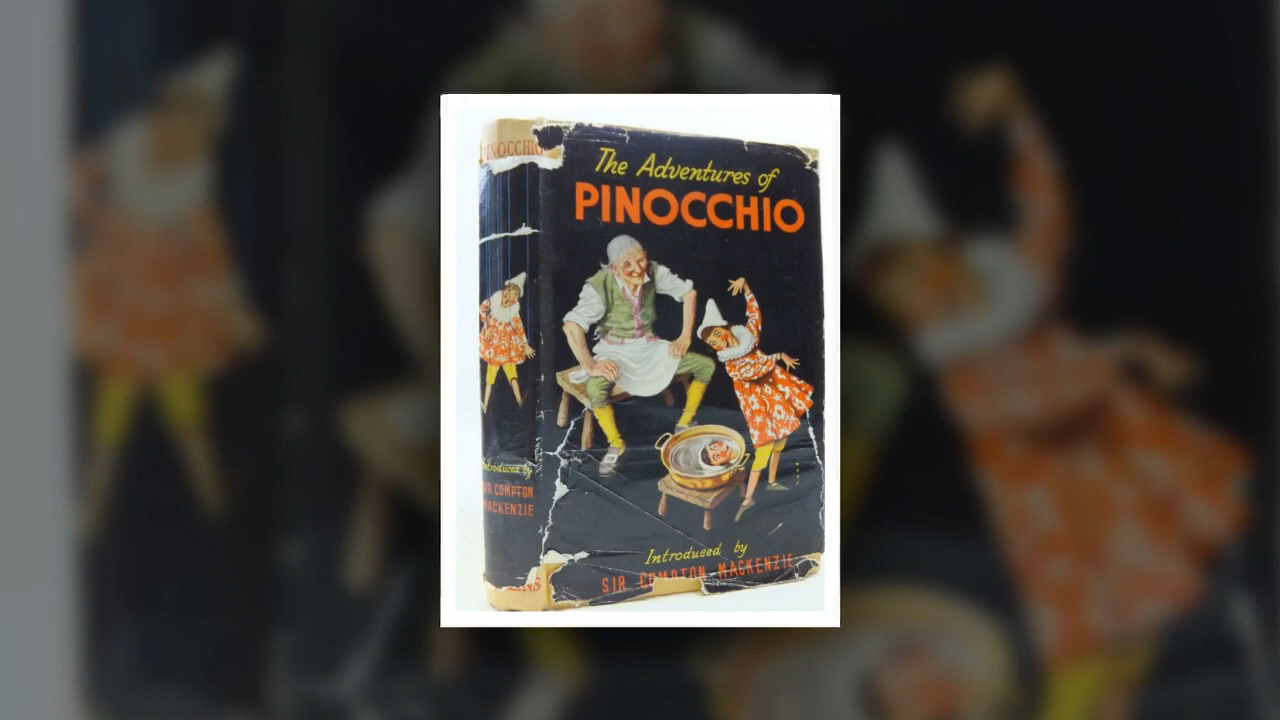 PINOCCHIO
The Adventures of
PINOCCHIO
Introduced by
SIR COMPTON
MACKENZIE
Introduced by
SIR COMPTON MACKENZIE